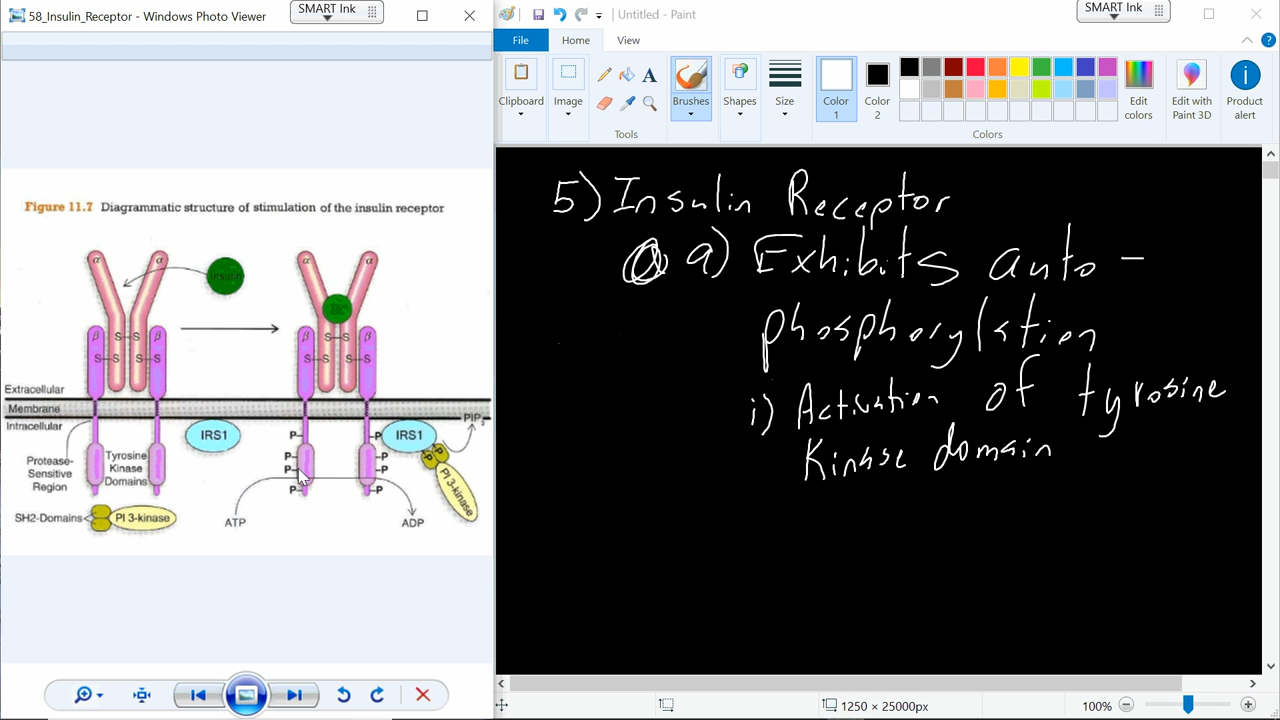 58_Insulin_Receptor - Windows Photo Viewer
SMART Ink
Figure 11.7 Diagrammatic structure of stimulation of the insulin receptor
α α insulin α α
S—S S—S
β β β β
S—S S—S S—S S—S
Extracellular
Membrane
Intracellular
PIP3
IRS1
P P IRS1
P P
P P
P P
P P
Protease-
Sensitive
Region
Tyrosine
Kinase
Domains
PI 3-kinase
SH2-Domains
PI 3-kinase
ATP
ADP
Untitled - Paint
SMART Ink
File Home View
Clipboard
Image
Tools
Brushes
Shapes
Size
Color
1
Color
2
Colors
Edit
colors
Edit with
Paint 3D
Product
alert
5) Insulin Receptor
a) Exhibits auto-
phosphorylation
i) Activation of tyrosine
Kinase domain
1250 × 25000px
100%